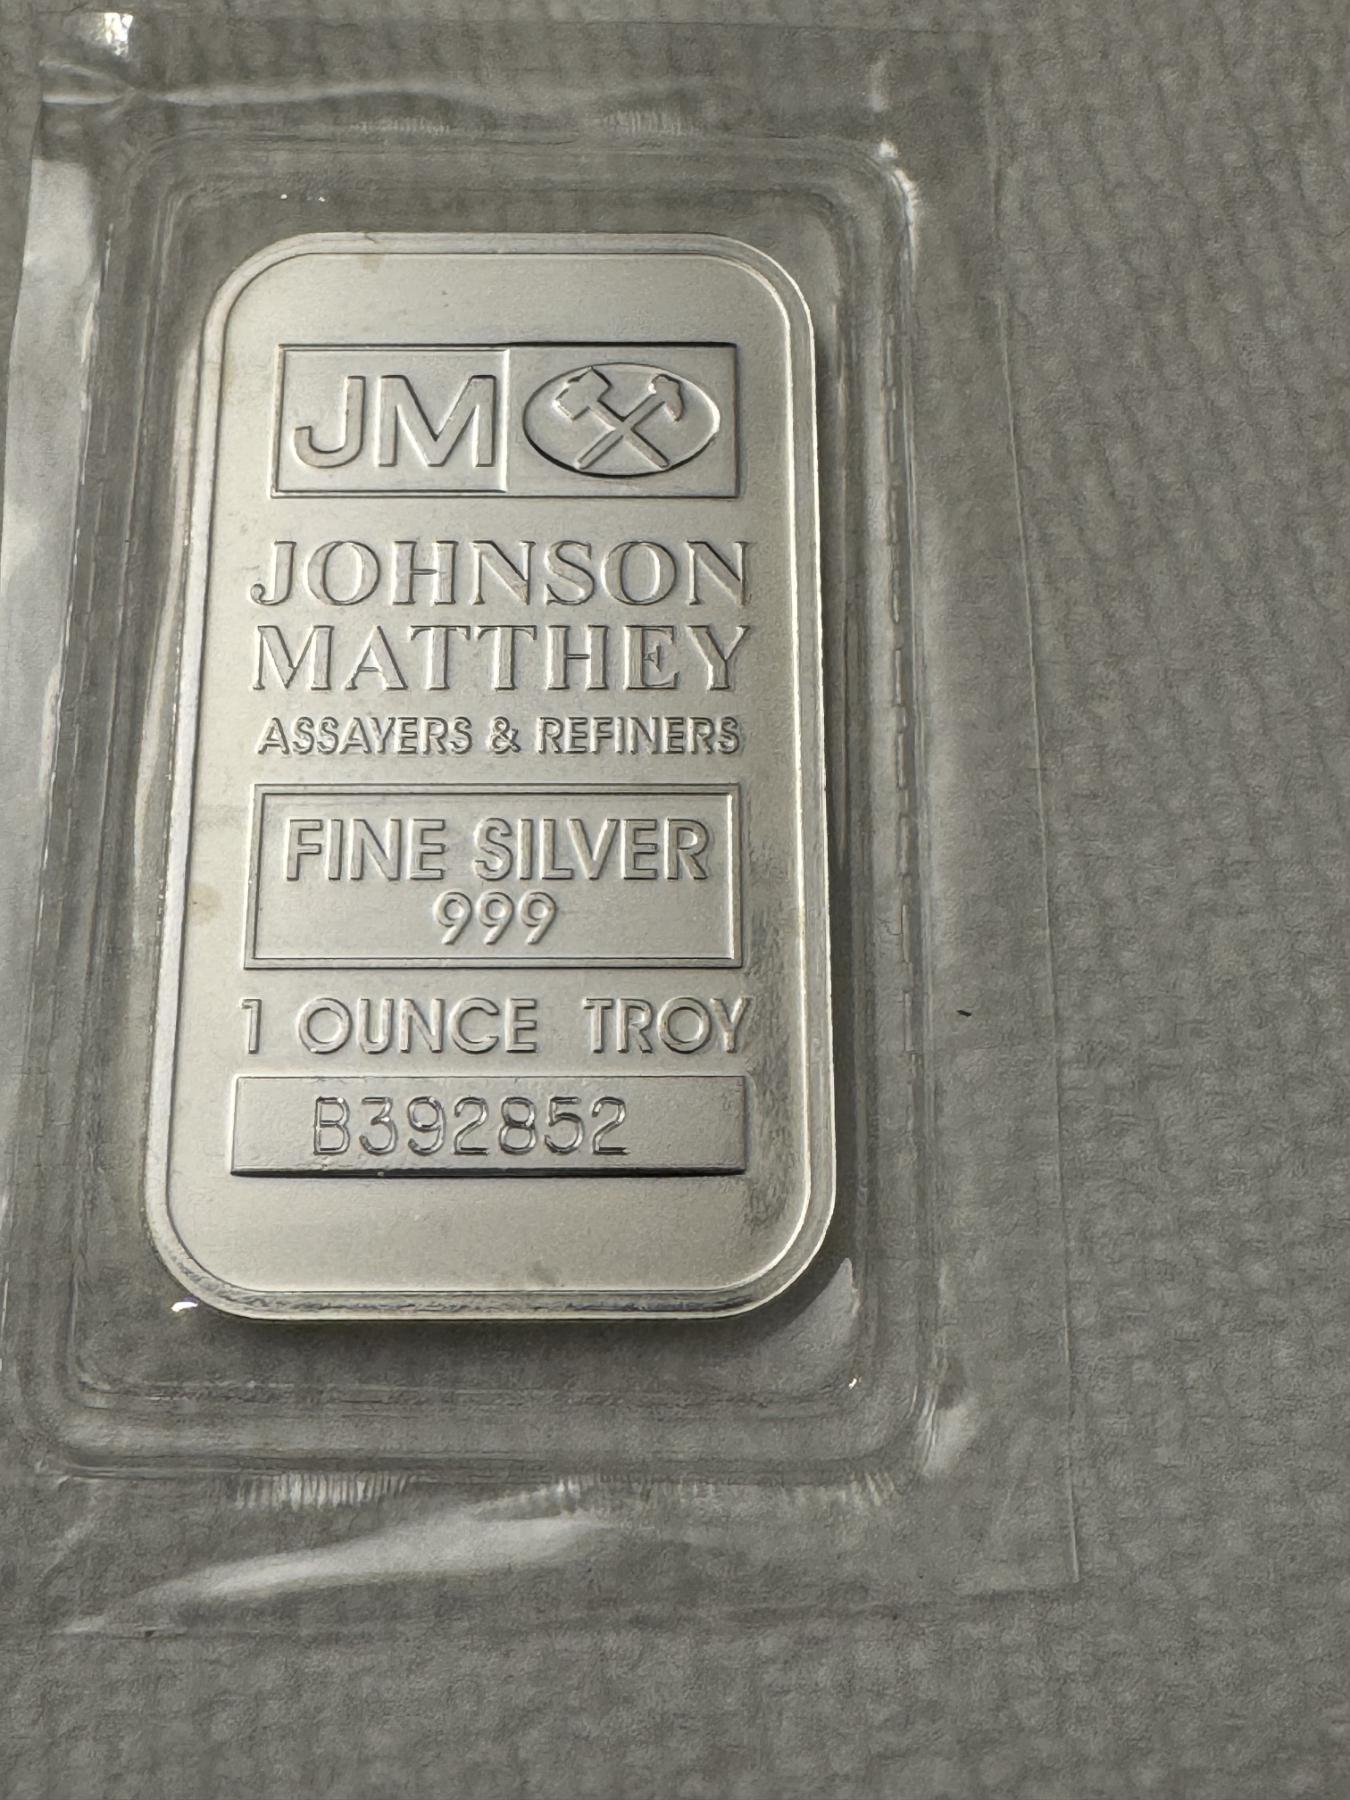 JM
JOHNSON
MATTHEY
ASSAYERS & REFINERS
FINE SILVER
999
1 OUNCE TROY
B392852